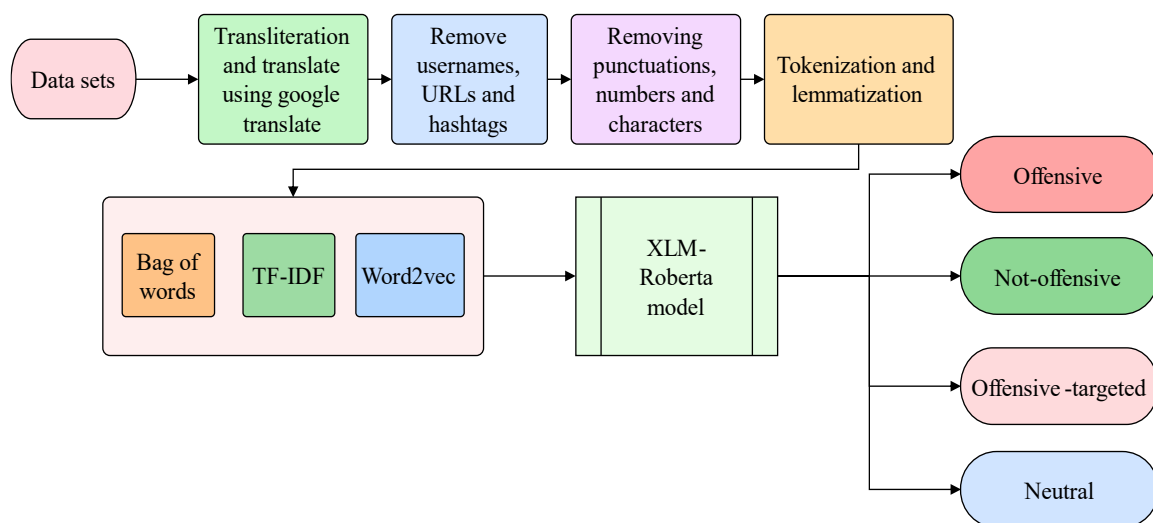 Data sets
Transliteration
and translate
using google
translate
Remove
usernames,
URLs and
hashtags
Removing
punctuations,
numbers and
characters
Tokenization and
lemmatization
Bag of
words
TF-IDF
Word2vec
XLM-
Roberta
model
Offensive
Not-offensive
Offensive -targeted
Neutral